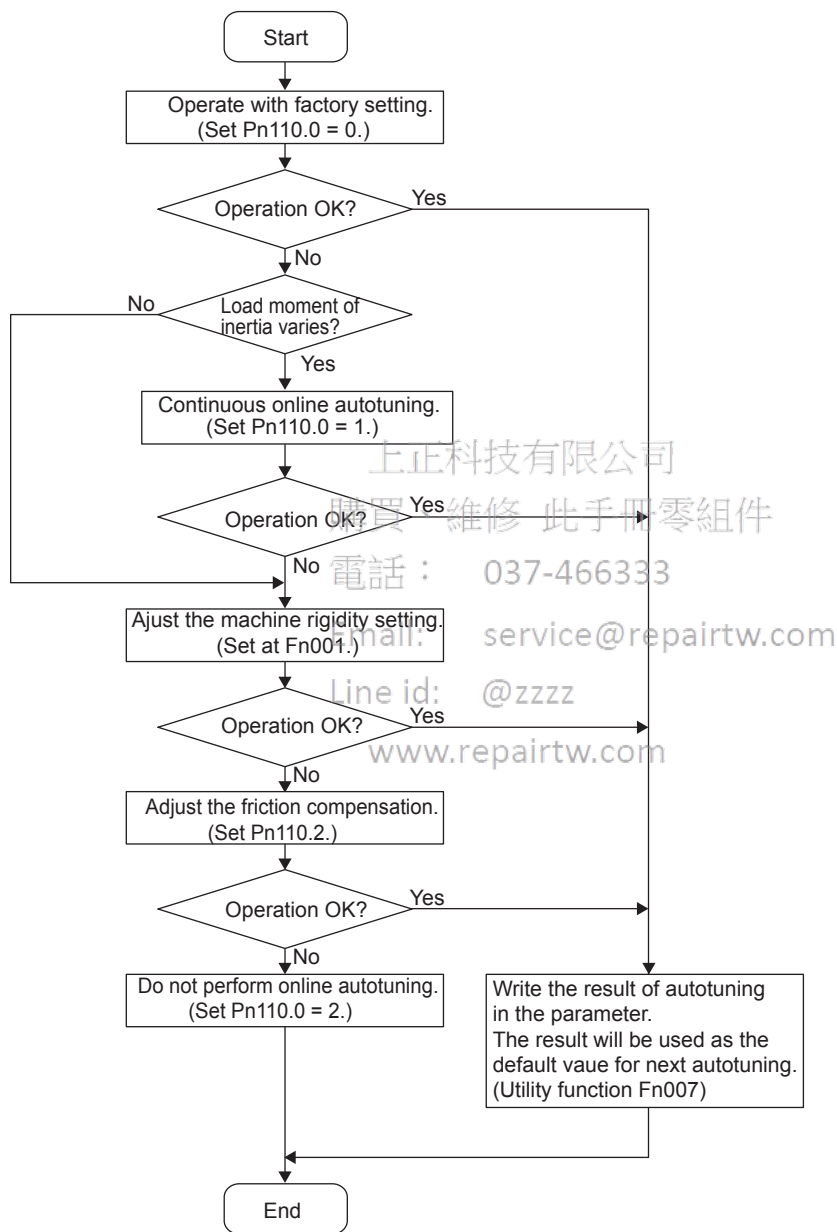 Start
Operate with factory setting.
(Set Pn110.0 = 0.)
Operation OK?
Yes
No
No
Load moment of
inertia varies?
Yes
Continuous online autotuning.
(Set Pn110.0 = 1.)
上正科技有限公司
Operation OK?
Yes
購買、維修 此手冊零組件
No
電話： 037-466333
Ajust the machine rigidity setting.
(Set at Fn001.)
Email: service@repairtw.com
Line id: @zzzz
Operation OK?
Yes
www.repairtw.com
No
Adjust the friction compensation.
(Set Pn110.2.)
Operation OK?
Yes
No
Do not perform online autotuning.
(Set Pn110.0 = 2.)
Write the result of autotuning
in the parameter.
The result will be used as the
default vaue for next autotuning.
(Utility function Fn007)
End